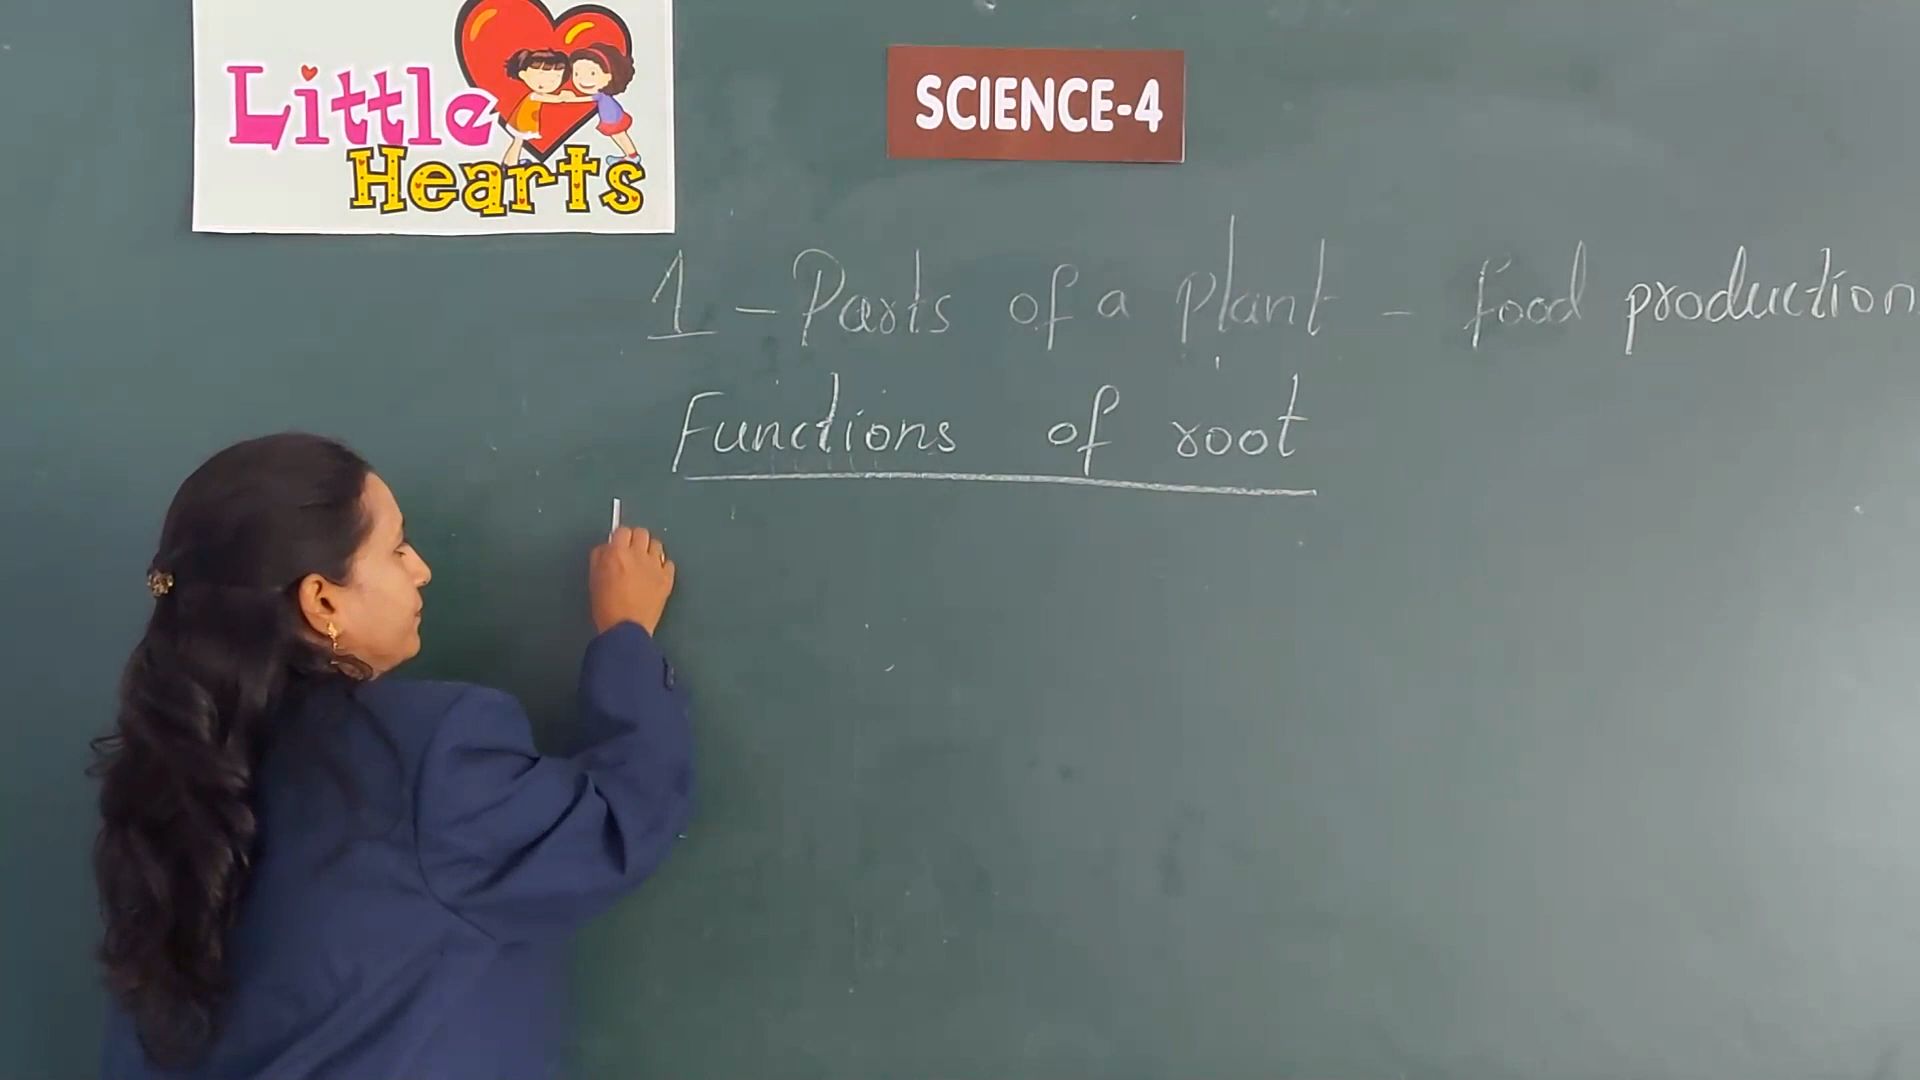 Little
Hearts
SCIENCE-4
1 - Parts of a plant - food production
Functions of root